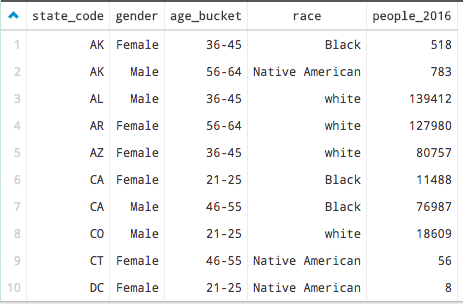 state_code gender age_bucket race people_2016
1 AK Female 36-45 Black 518
2 AK Male 56-64 Native American 783
3 AL Male 36-45 white 139412
4 AR Female 56-64 white 127980
5 AZ Female 36-45 white 80757
6 CA Female 21-25 Black 11488
7 CA Male 46-55 Black 76987
8 CO Male 21-25 white 18609
9 CT Female 46-55 Native American 56
10 DC Female 21-25 Native American 8